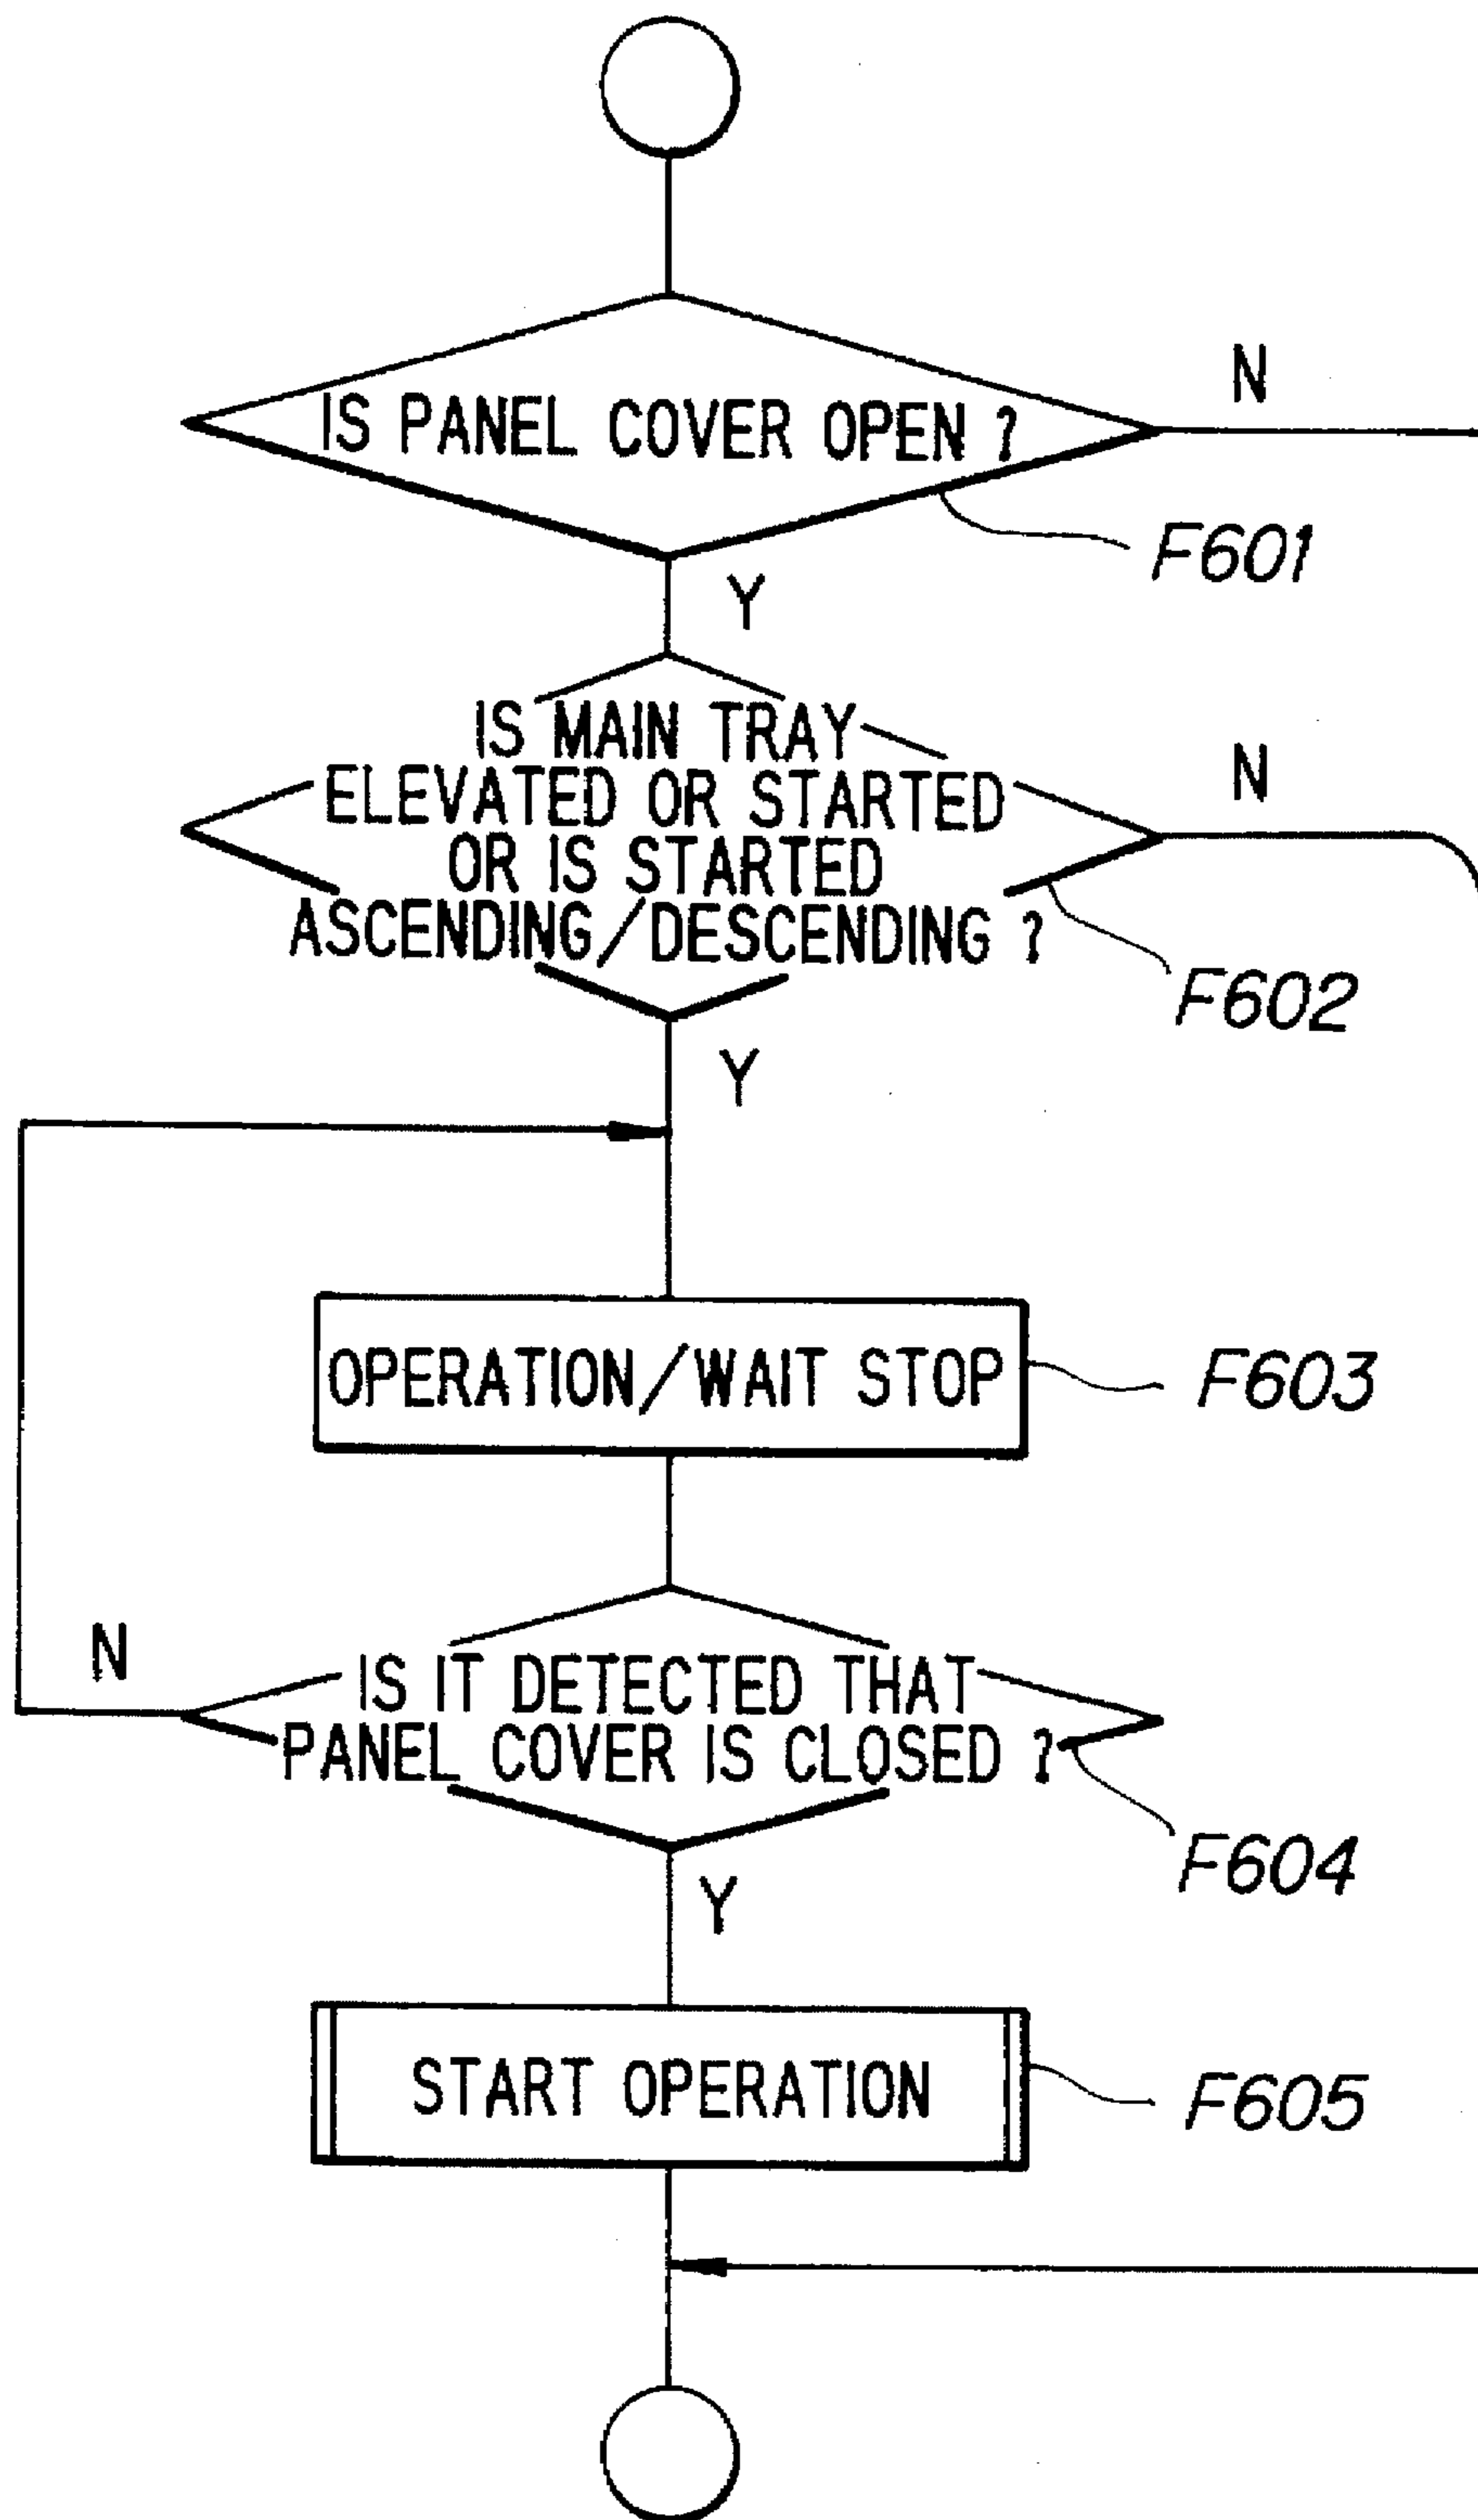 IS PANEL COVER OPEN ?
N
F601
Y
IS MAIN TRAY
ELEVATED OR STARTED
OR IS STARTED
ASCENDING/DESCENDING ?
N
F602
Y
OPERATION/WAIT STOP
F603
N
IS IT DETECTED THAT
PANEL COVER IS CLOSED ?
F604
Y
START OPERATION
F605